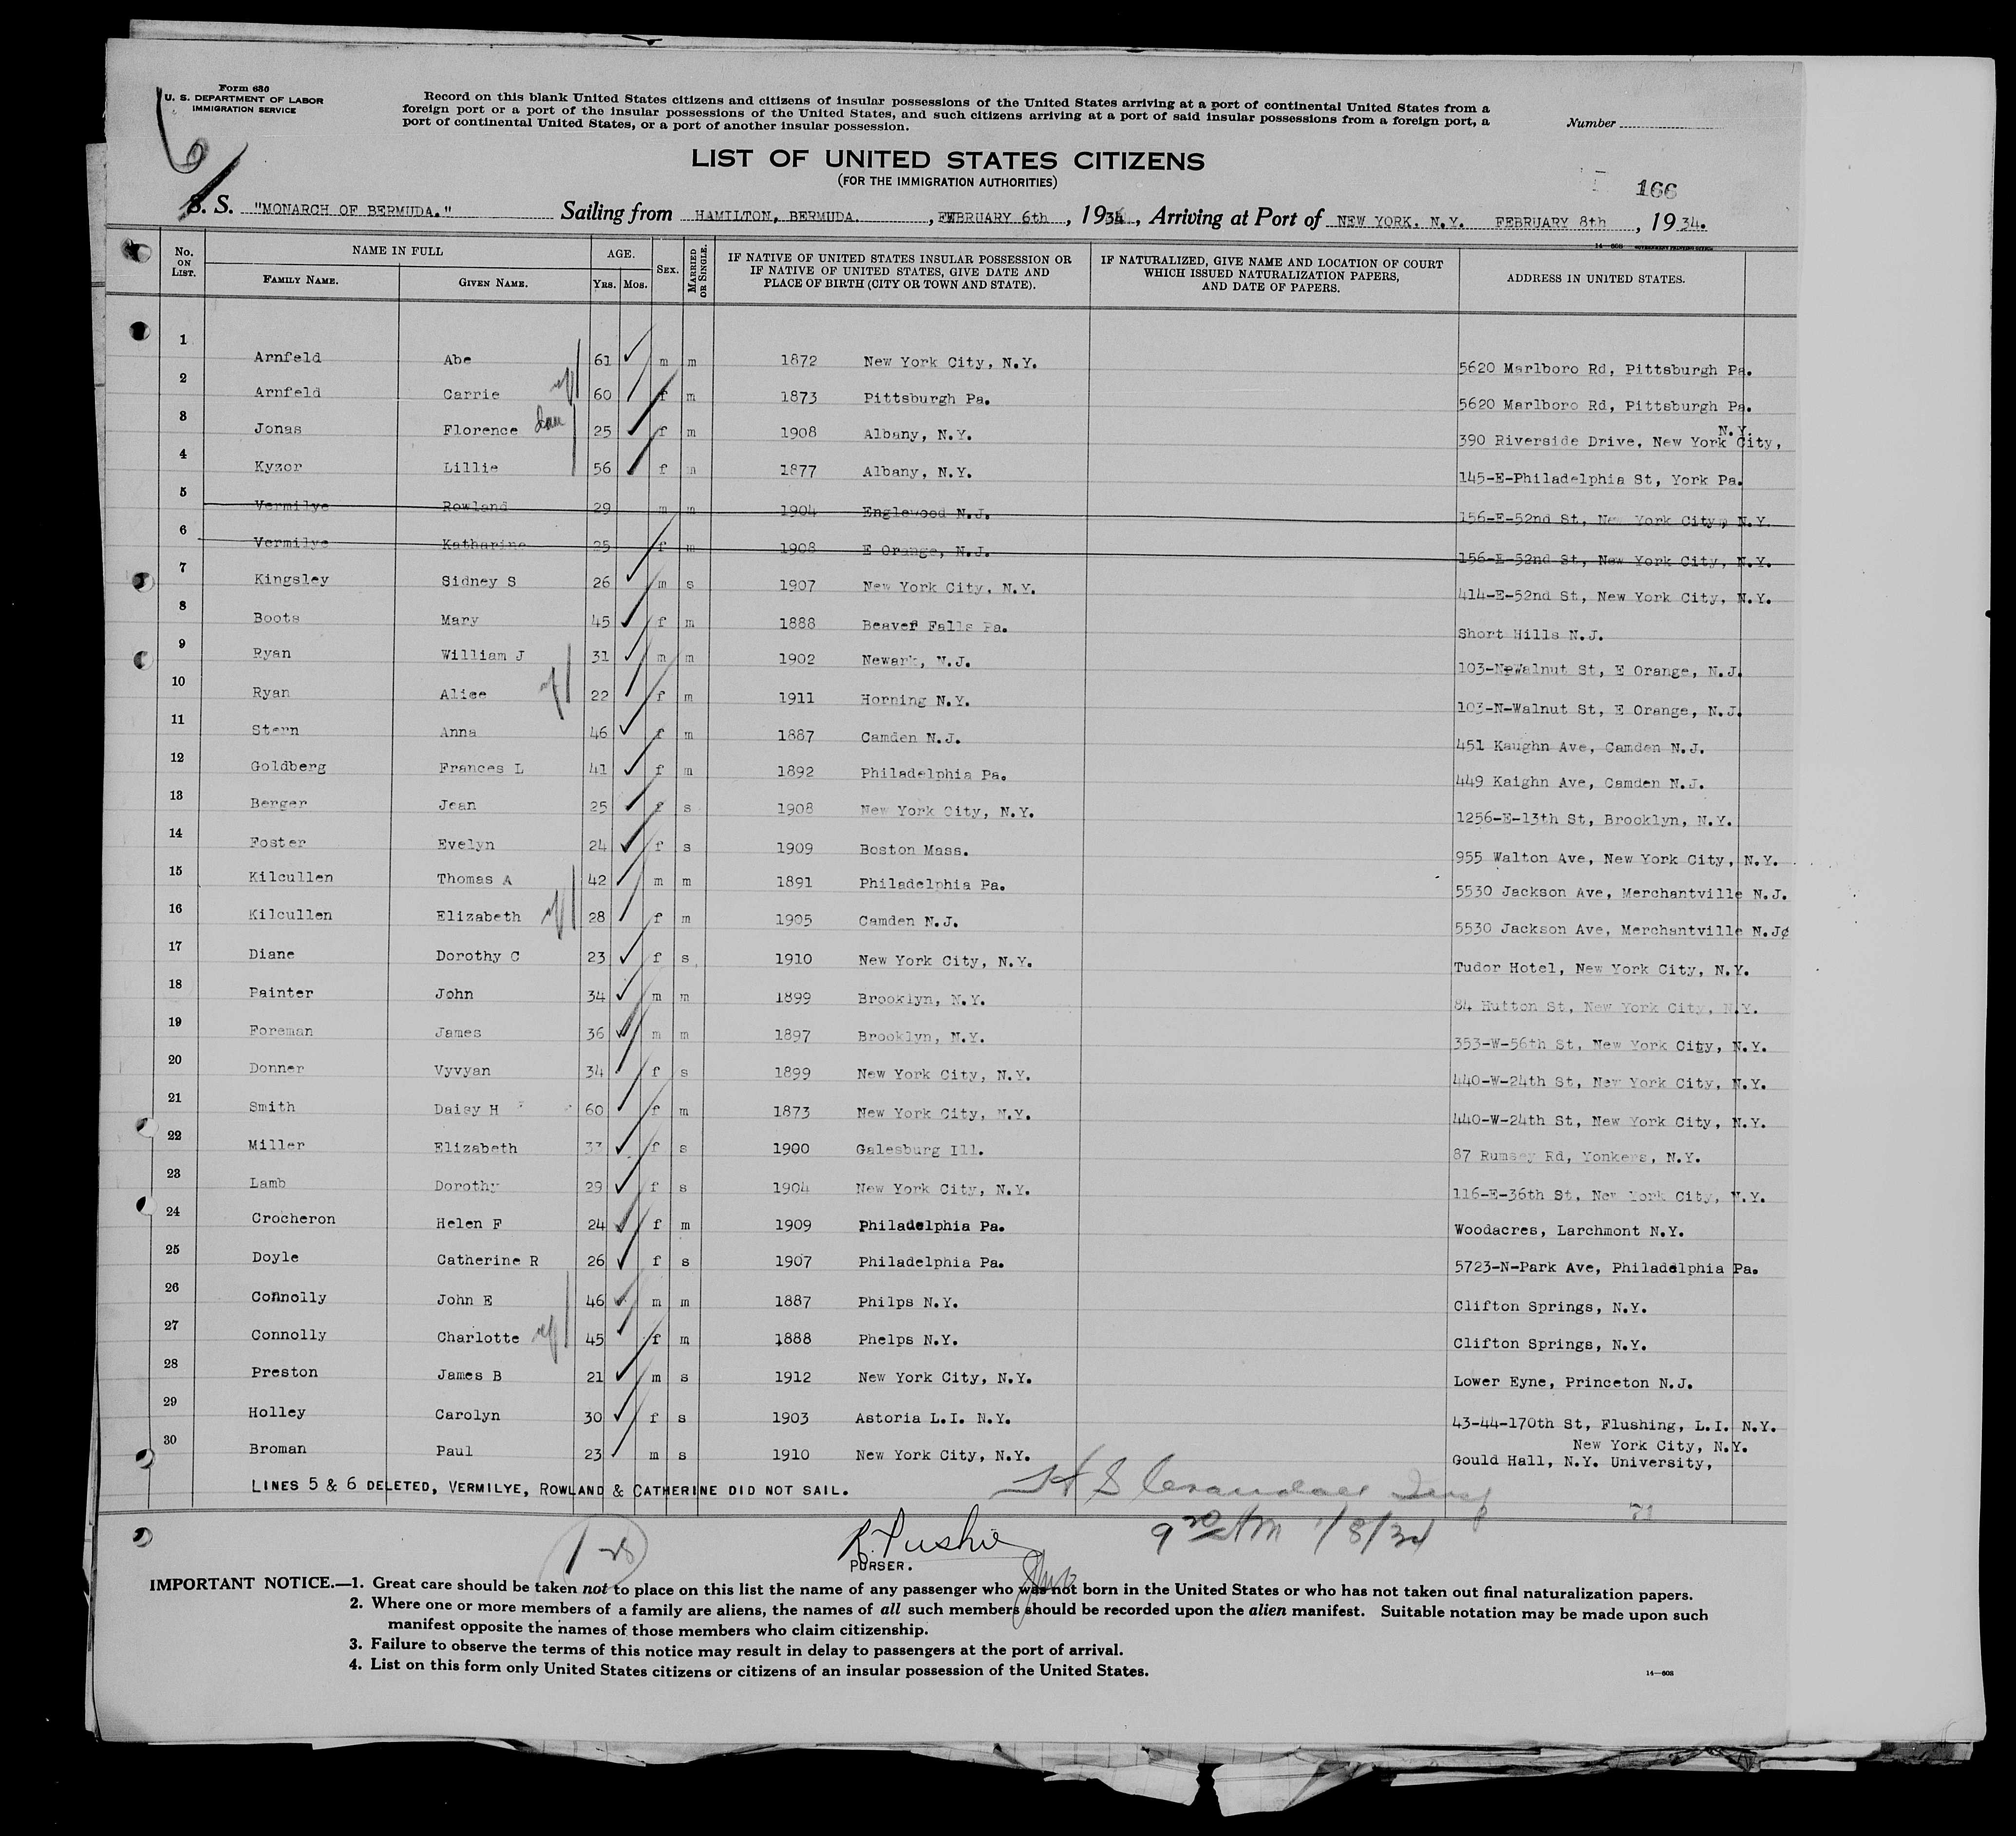 Form 630
U. S. DEPARTMENT OF LABOR
IMMIGRATION SERVICE
Record on this blank United States citizens and citizens of insular possessions of the United States arriving at a port of continental United States from a
foreign port or a port of the insular possessions of the United States, and such citizens arriving at a port of said insular possessions from a foreign port, a
port of continental United States, or a port of another insular possession.
Number
LIST OF UNITED STATES CITIZENS
(FOR THE IMMIGRATION AUTHORITIES)
166
S. S. "MONARCH OF BERMUDA." Sailing from HAMILTON, BERMUDA. , FEBRUARY 6th , 1934 , Arriving at Port of NEW YORK. N.Y. FEBRUARY 8th , 1934.
14—608 GOVERNMENT PRINTING OFFICE
No. ON LIST. NAME IN FULL FAMILY NAME. GIVEN NAME. AGE. YRS. MOS. SEX. MARRIED OR SINGLE. IF NATIVE OF UNITED STATES INSULAR POSSESSION OR IF NATIVE OF UNITED STATES, GIVE DATE AND PLACE OF BIRTH (CITY OR TOWN AND STATE). IF NATURALIZED, GIVE NAME AND LOCATION OF COURT WHICH ISSUED NATURALIZATION PAPERS, AND DATE OF PAPERS. ADDRESS IN UNITED STATES.
1 Arnfeld Abe 61 m m 1872 New York City, N.Y. 5620 Marlboro Rd, Pittsburgh Pa.
2 Arnfeld Carrie 60 f m 1873 Pittsburgh Pa. 5620 Marlboro Rd, Pittsburgh Pa.
3 Jonas Florence 25 f m 1908 Albany, N.Y. 390 Riverside Drive, New York City, N.Y.
4 Kyzor Lillie 56 f m 1877 Albany, N.Y. 145-E-Philadelphia St, York Pa.
5 Vermilye Rowland 29 m m 1904 Englewood N.J. 156-E-52nd St, New York City, N.Y.
6 Vermilye Katharine 25 f m 1908 E Orange, N.J. 156-E-52nd St, New York City, N.Y.
7 Kingsley Sidney S 26 m s 1907 New York City, N.Y. 414-E-52nd St, New York City, N.Y.
8 Boots Mary 45 f m 1888 Beaver Falls Pa. Short Hills N.J.
9 Ryan William J 31 m m 1902 Newark, N.J. 103-N-Walnut St, E Orange, N.J.
10 Ryan Alice 22 f m 1911 Horning N.Y. 103-N-Walnut St, E Orange, N.J.
11 Stern Anna 46 f m 1887 Camden N.J. 451 Kaughn Ave, Camden N.J.
12 Goldberg Frances L 41 f m 1892 Philadelphia Pa. 449 Kaighn Ave, Camden N.J.
13 Berger Jean 25 f s 1908 New York City, N.Y. 1256-E-13th St, Brooklyn, N.Y.
14 Foster Evelyn 24 f s 1909 Boston Mass. 955 Walton Ave, New York City, N.Y.
15 Kilcullen Thomas A 42 m m 1891 Philadelphia Pa. 5530 Jackson Ave, Merchantville N.J.
16 Kilcullen Elizabeth 28 f m 1905 Camden N.J. 5530 Jackson Ave, Merchantville N.J
17 Diane Dorothy C 23 f s 1910 New York City, N.Y. Tudor Hotel, New York City, N.Y.
18 Painter John 34 m m 1899 Brooklyn, N.Y. 84 Hutton St, New York City, N.Y.
19 Foreman James 36 m m 1897 Brooklyn, N.Y. 353-W-56th St, New York City, N.Y.
20 Donner Vyvyan 34 f s 1899 New York City, N.Y. 440-W-24th St, New York City, N.Y.
21 Smith Daisy H 60 f m 1873 New York City, N.Y. 440-W-24th St, New York City, N.Y.
22 Miller Elizabeth 33 f s 1900 Galesburg Ill. 87 Rumsey Rd, Yonkers, N.Y.
23 Lamb Dorothy 29 f s 1904 New York City, N.Y. 116-E-36th St, New York City, N.Y.
24 Crocheron Helen F 24 f m 1909 Philadelphia Pa. Woodacres, Larchmont N.Y.
25 Doyle Catherine R 26 f s 1907 Philadelphia Pa. 5723-N-Park Ave, Philadelphia Pa.
26 Connolly John E 46 m m 1887 Philps N.Y. Clifton Springs, N.Y.
27 Connolly Charlotte 45 f m 1888 Phelps N.Y. Clifton Springs, N.Y.
28 Preston James B 21 m s 1912 New York City, N.Y. Lower Eyne, Princeton N.J.
29 Holley Carolyn 30 f s 1903 Astoria L.I. N.Y. 43-44-170th St, Flushing, L.I. N.Y.
30 Broman Paul 23 m s 1910 New York City, N.Y. Gould Hall, N.Y. University, New York City, N.Y.
LINES 5 & 6 DELETED, VERMILYE, ROWLAND & CATHERINE DID NOT SAIL.
PURSER.
IMPORTANT NOTICE.—1. Great care should be taken not to place on this list the name of any passenger who was not born in the United States or who has not taken out final naturalization papers.
2. Where one or more members of a family are aliens, the names of all such members should be recorded upon the alien manifest. Suitable notation may be made upon such
manifest opposite the names of those members who claim citizenship.
3. Failure to observe the terms of this notice may result in delay to passengers at the port of arrival.
4. List on this form only United States citizens or citizens of an insular possession of the United States.
14—608